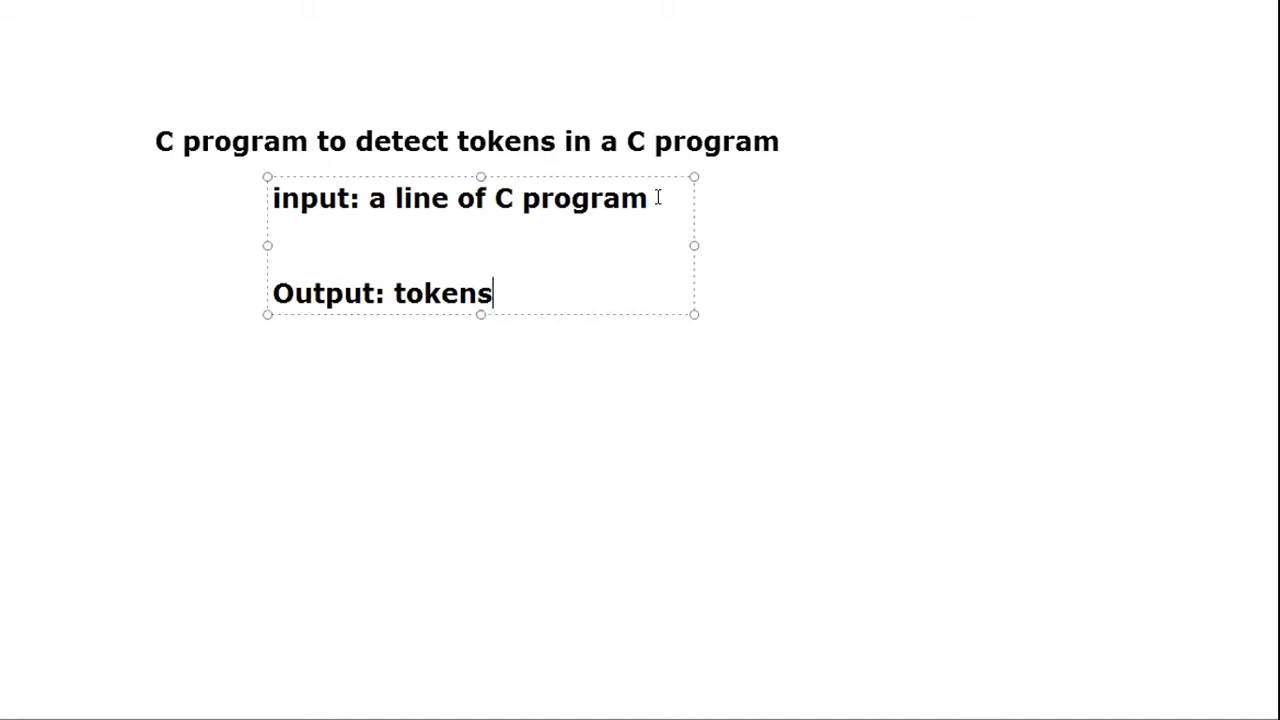 C program to detect tokens in a C program
input: a line of C program
Output: tokens